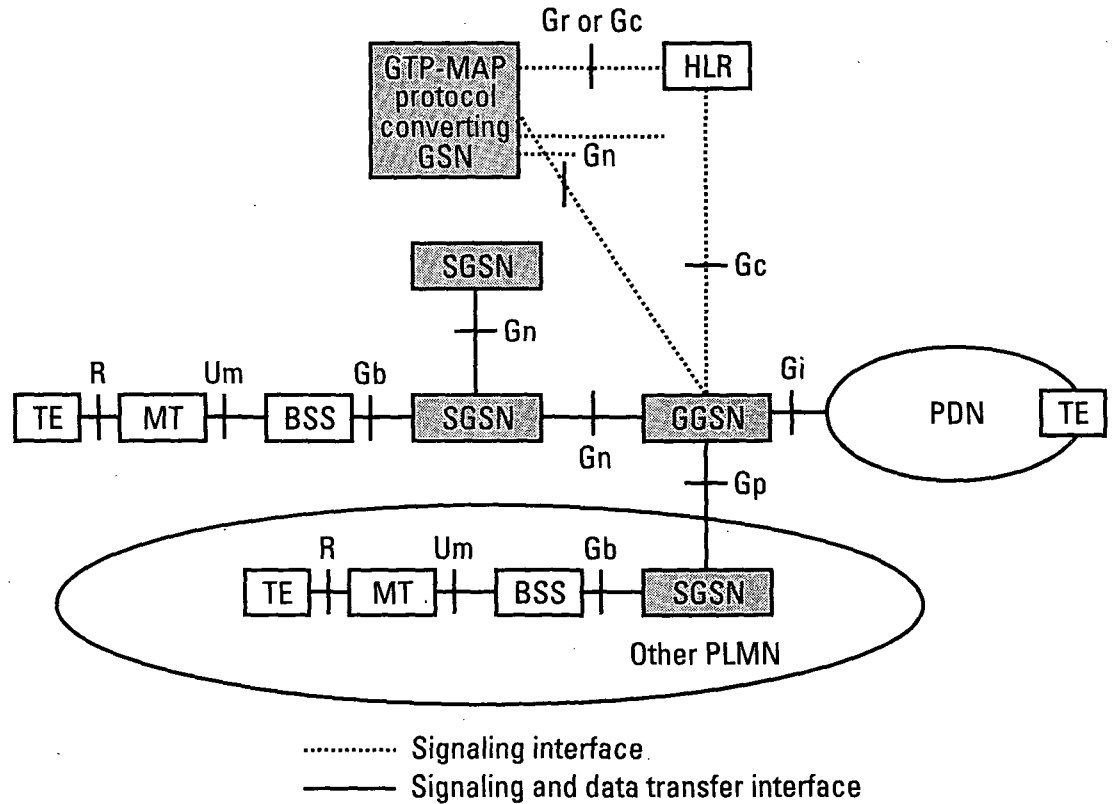 Gr or Gc
GTP-MAP
protocol
converting
GSN
HLR
Gn
SGSN
Gc
Gn
R
Um
Gb
Gi
TE
MT
BSS
SGSN
GGSN
PDN
TE
Gn
Gp
R
Um
Gb
TE
MT
BSS
SGSN
Other PLMN
Signaling interface
Signaling and data transfer interface